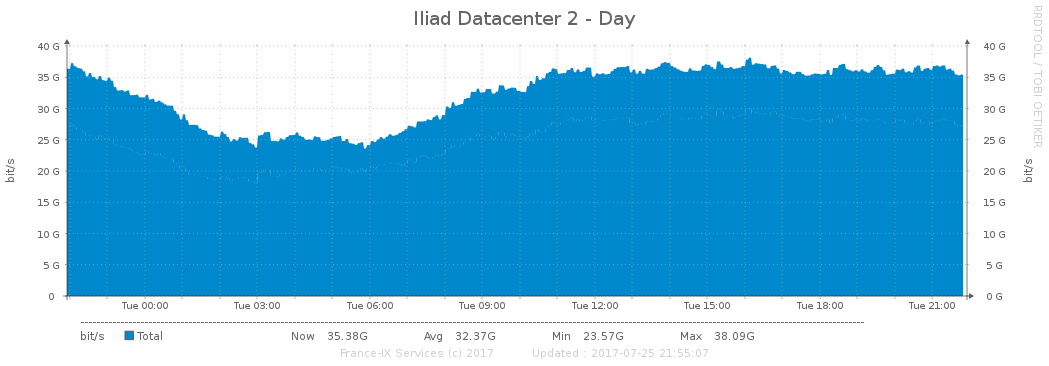 Iliad Datacenter 2 - Day
RRDTOOL / TOBI OETIKER
40 G 40 G
35 G 35 G
30 G 30 G
25 G 25 G
20 G 20 G
15 G 15 G
10 G 10 G
5 G 5 G
0 0 G
bit/s bit/s
Tue 00:00 Tue 03:00 Tue 06:00 Tue 09:00 Tue 12:00 Tue 15:00 Tue 18:00 Tue 21:00
bit/s Total Now 35.38G Avg 32.37G Min 23.57G Max 38.09G
France-IX Services (c) 2017 Updated : 2017-07-25 21:55:07